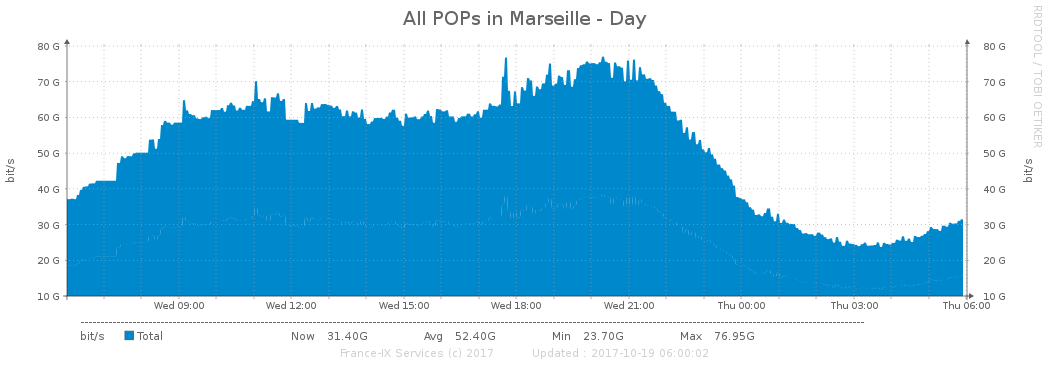 All POPs in Marseille - Day
RRDTOOL / TOBI OETIKER
80 G 80 G
70 G 70 G
60 G 60 G
50 G 50 G
40 G 40 G
30 G 30 G
20 G 20 G
10 G 10 G
bit/s
bit/s
Wed 09:00 Wed 12:00 Wed 15:00 Wed 18:00 Wed 21:00 Thu 00:00 Thu 03:00 Thu 06:00
bit/s Total Now 31.40G Avg 52.40G Min 23.70G Max 76.95G
France-IX Services (c) 2017 Updated : 2017-10-19 06:00:02